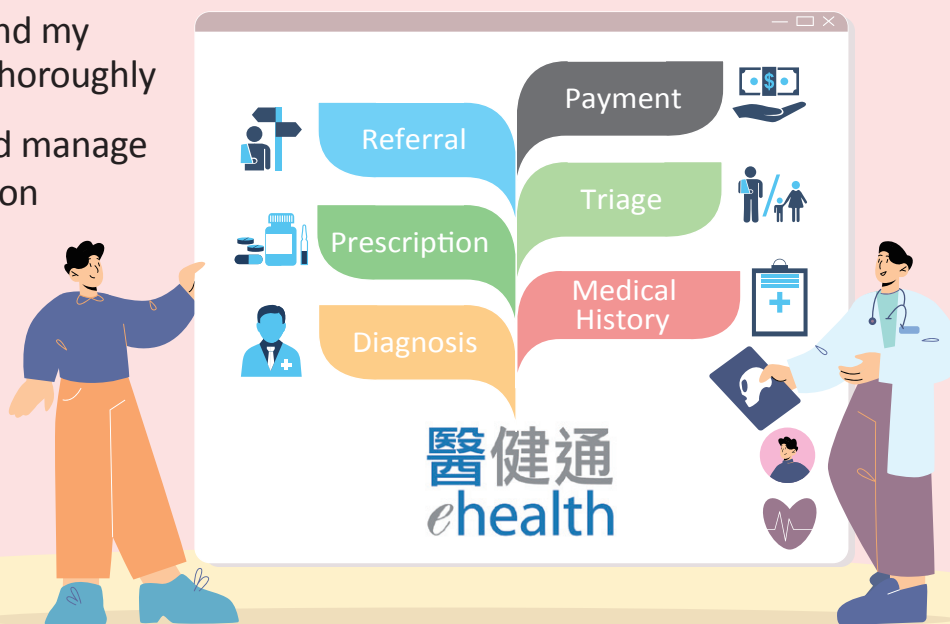 nd my
horoughly
d manage
on
Payment
Referral
Triage
Prescription
Medical
History
Diagnosis
醫健通
ehealth